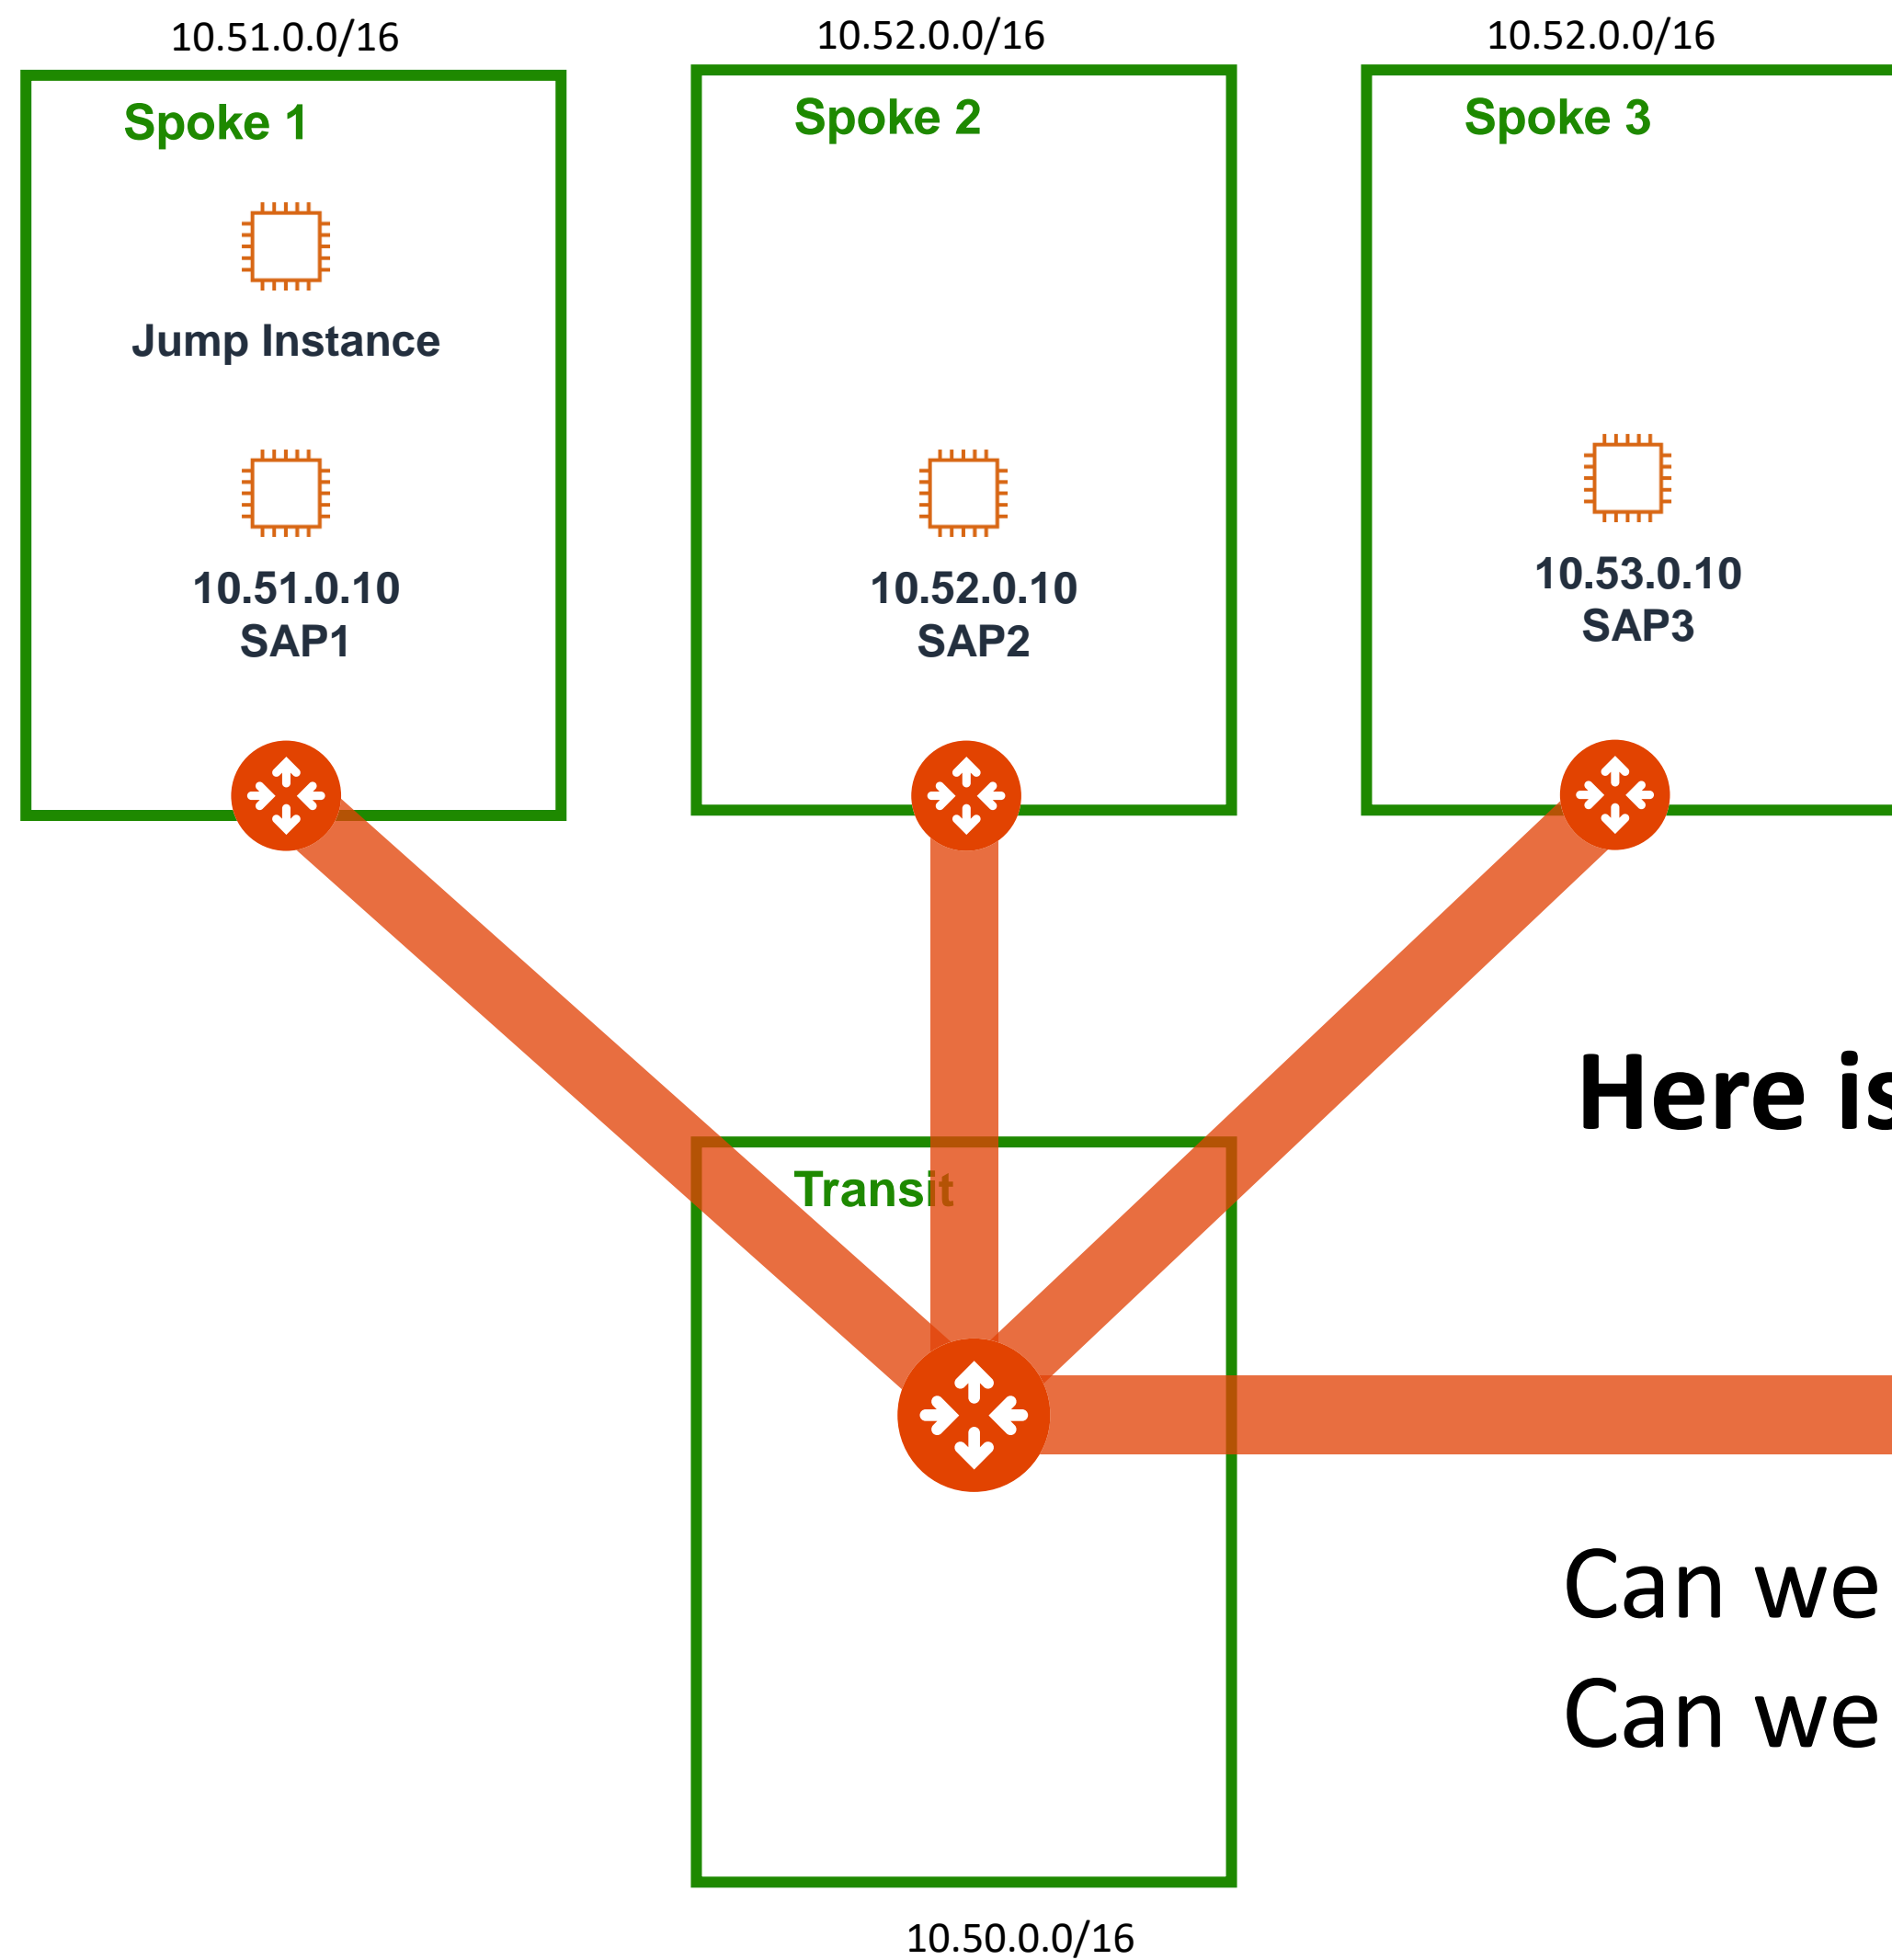 10.51.0.0/16
10.52.0.0/16
10.52.0.0/16
Spoke 1
Spoke 2
Spoke 3
Jump Instance
10.51.0.10
SAP1
10.52.0.10
SAP2
10.53.0.10
SAP3
Here is
Transit
Can we
Can we
10.50.0.0/16